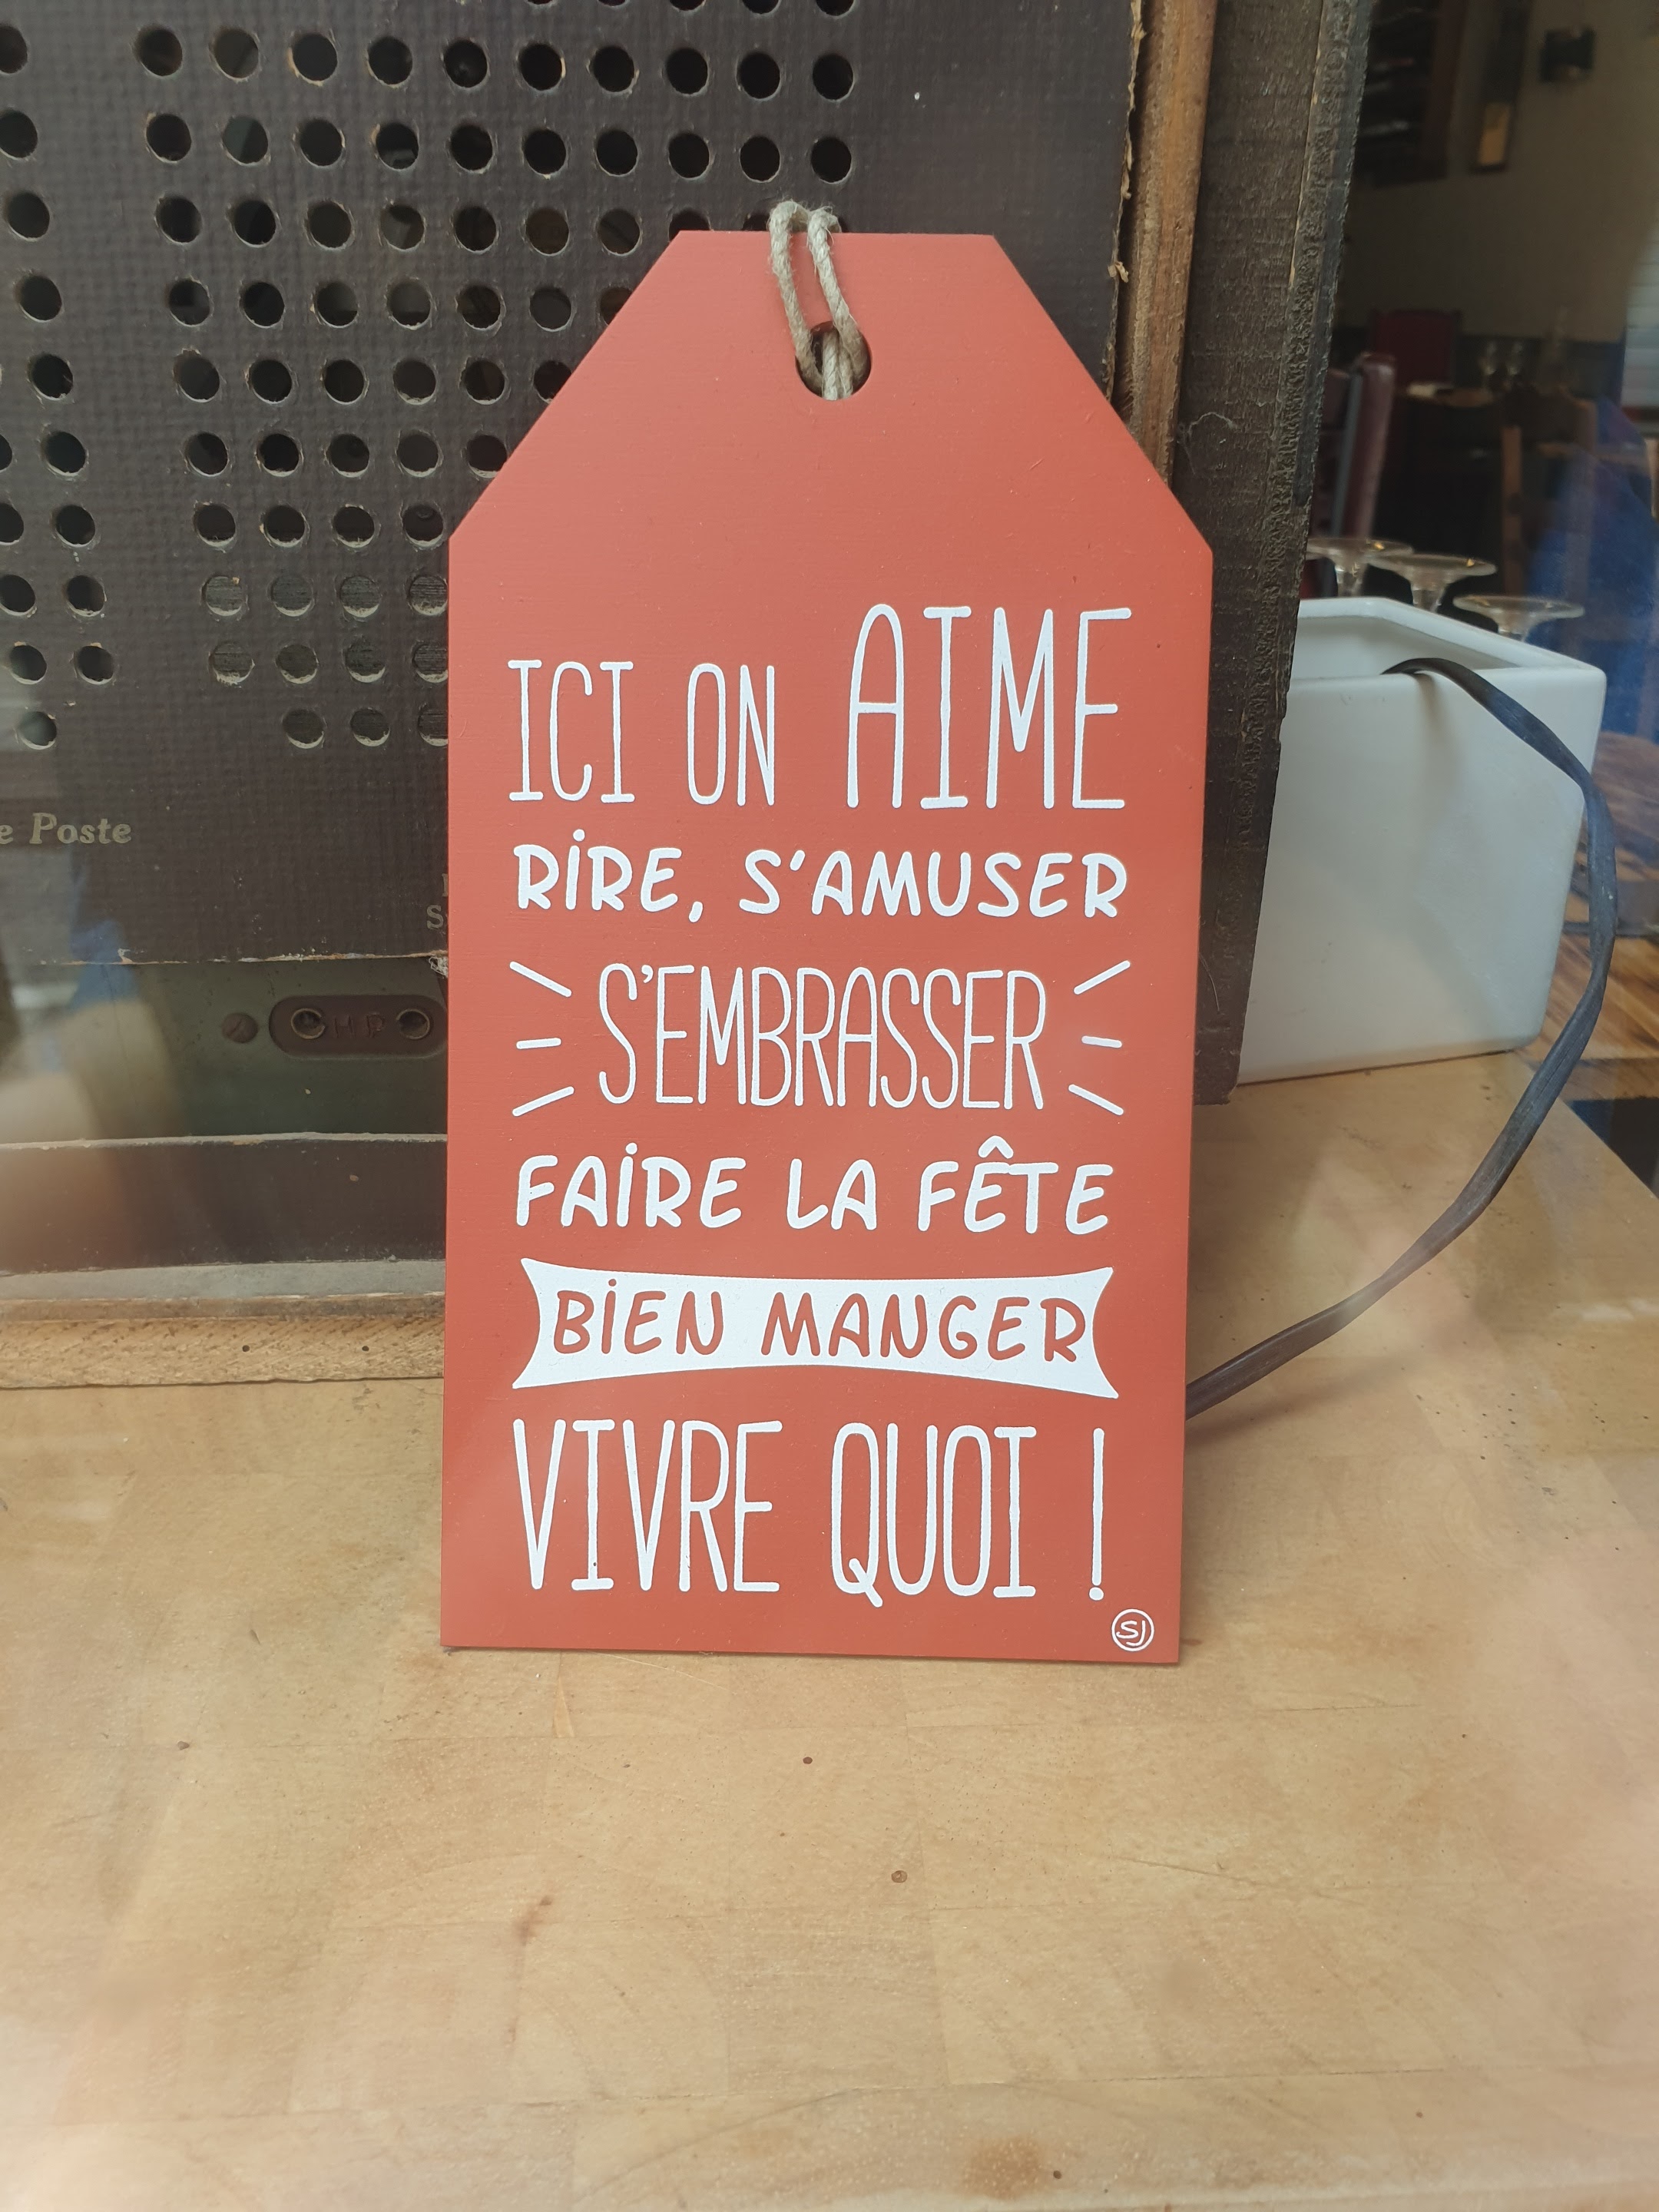 ICI ON AIME
RIRE, S'AMUSER
S'EMBRASSER
FAIRE LA FÊTE
BIEN MANGER
VIVRE QUOI !
SJ
Poste